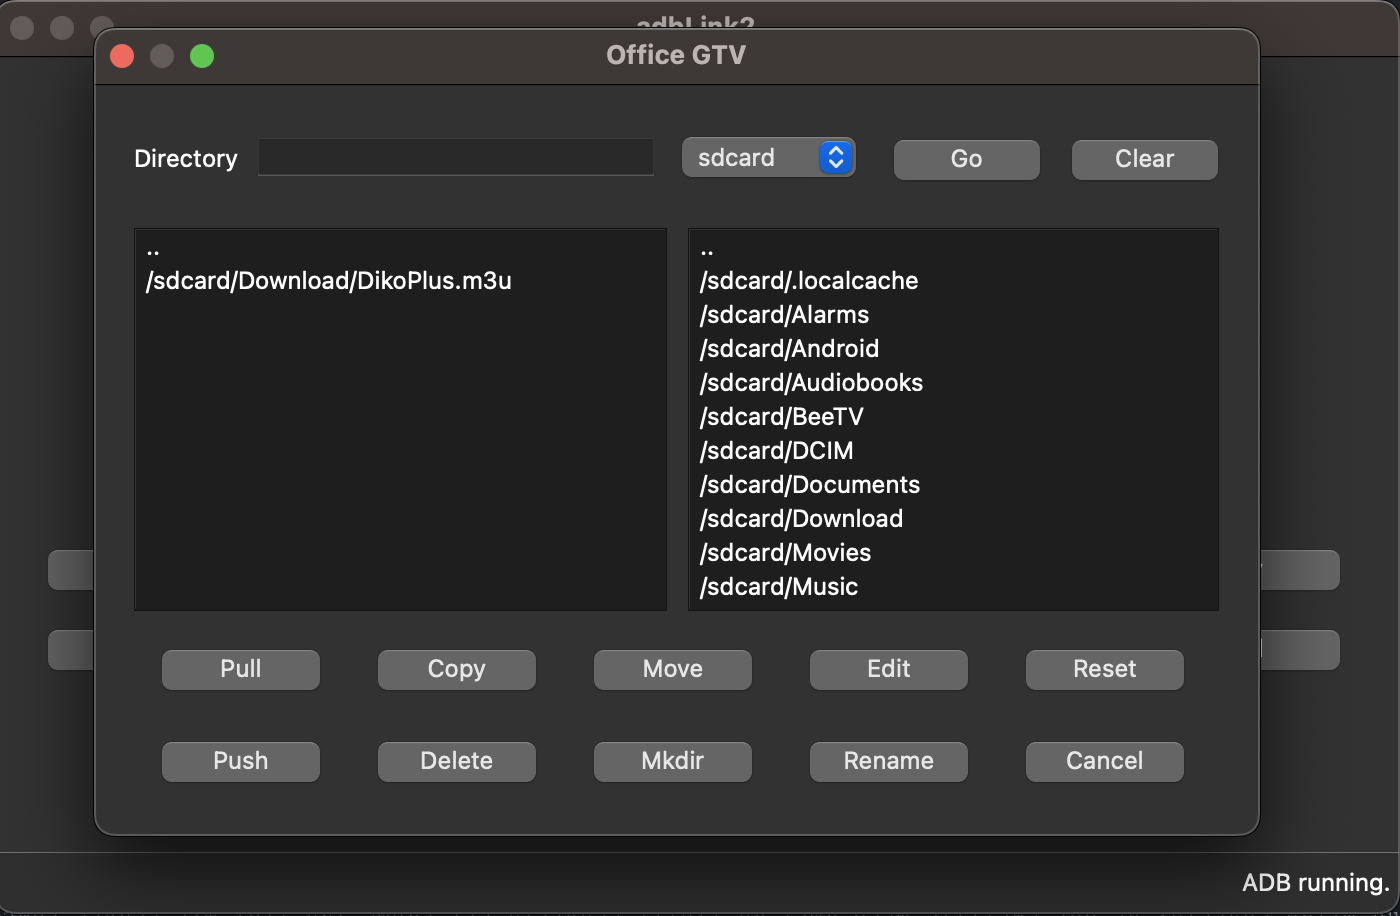 Office GTV
Directory
sdcard
Go
Clear
..
/sdcard/Download/DikoPlus.m3u
..
/sdcard/.localcache
/sdcard/Alarms
/sdcard/Android
/sdcard/Audiobooks
/sdcard/BeeTV
/sdcard/DCIM
/sdcard/Documents
/sdcard/Download
/sdcard/Movies
/sdcard/Music
Pull
Copy
Move
Edit
Reset
Push
Delete
Mkdir
Rename
Cancel
ADB running.